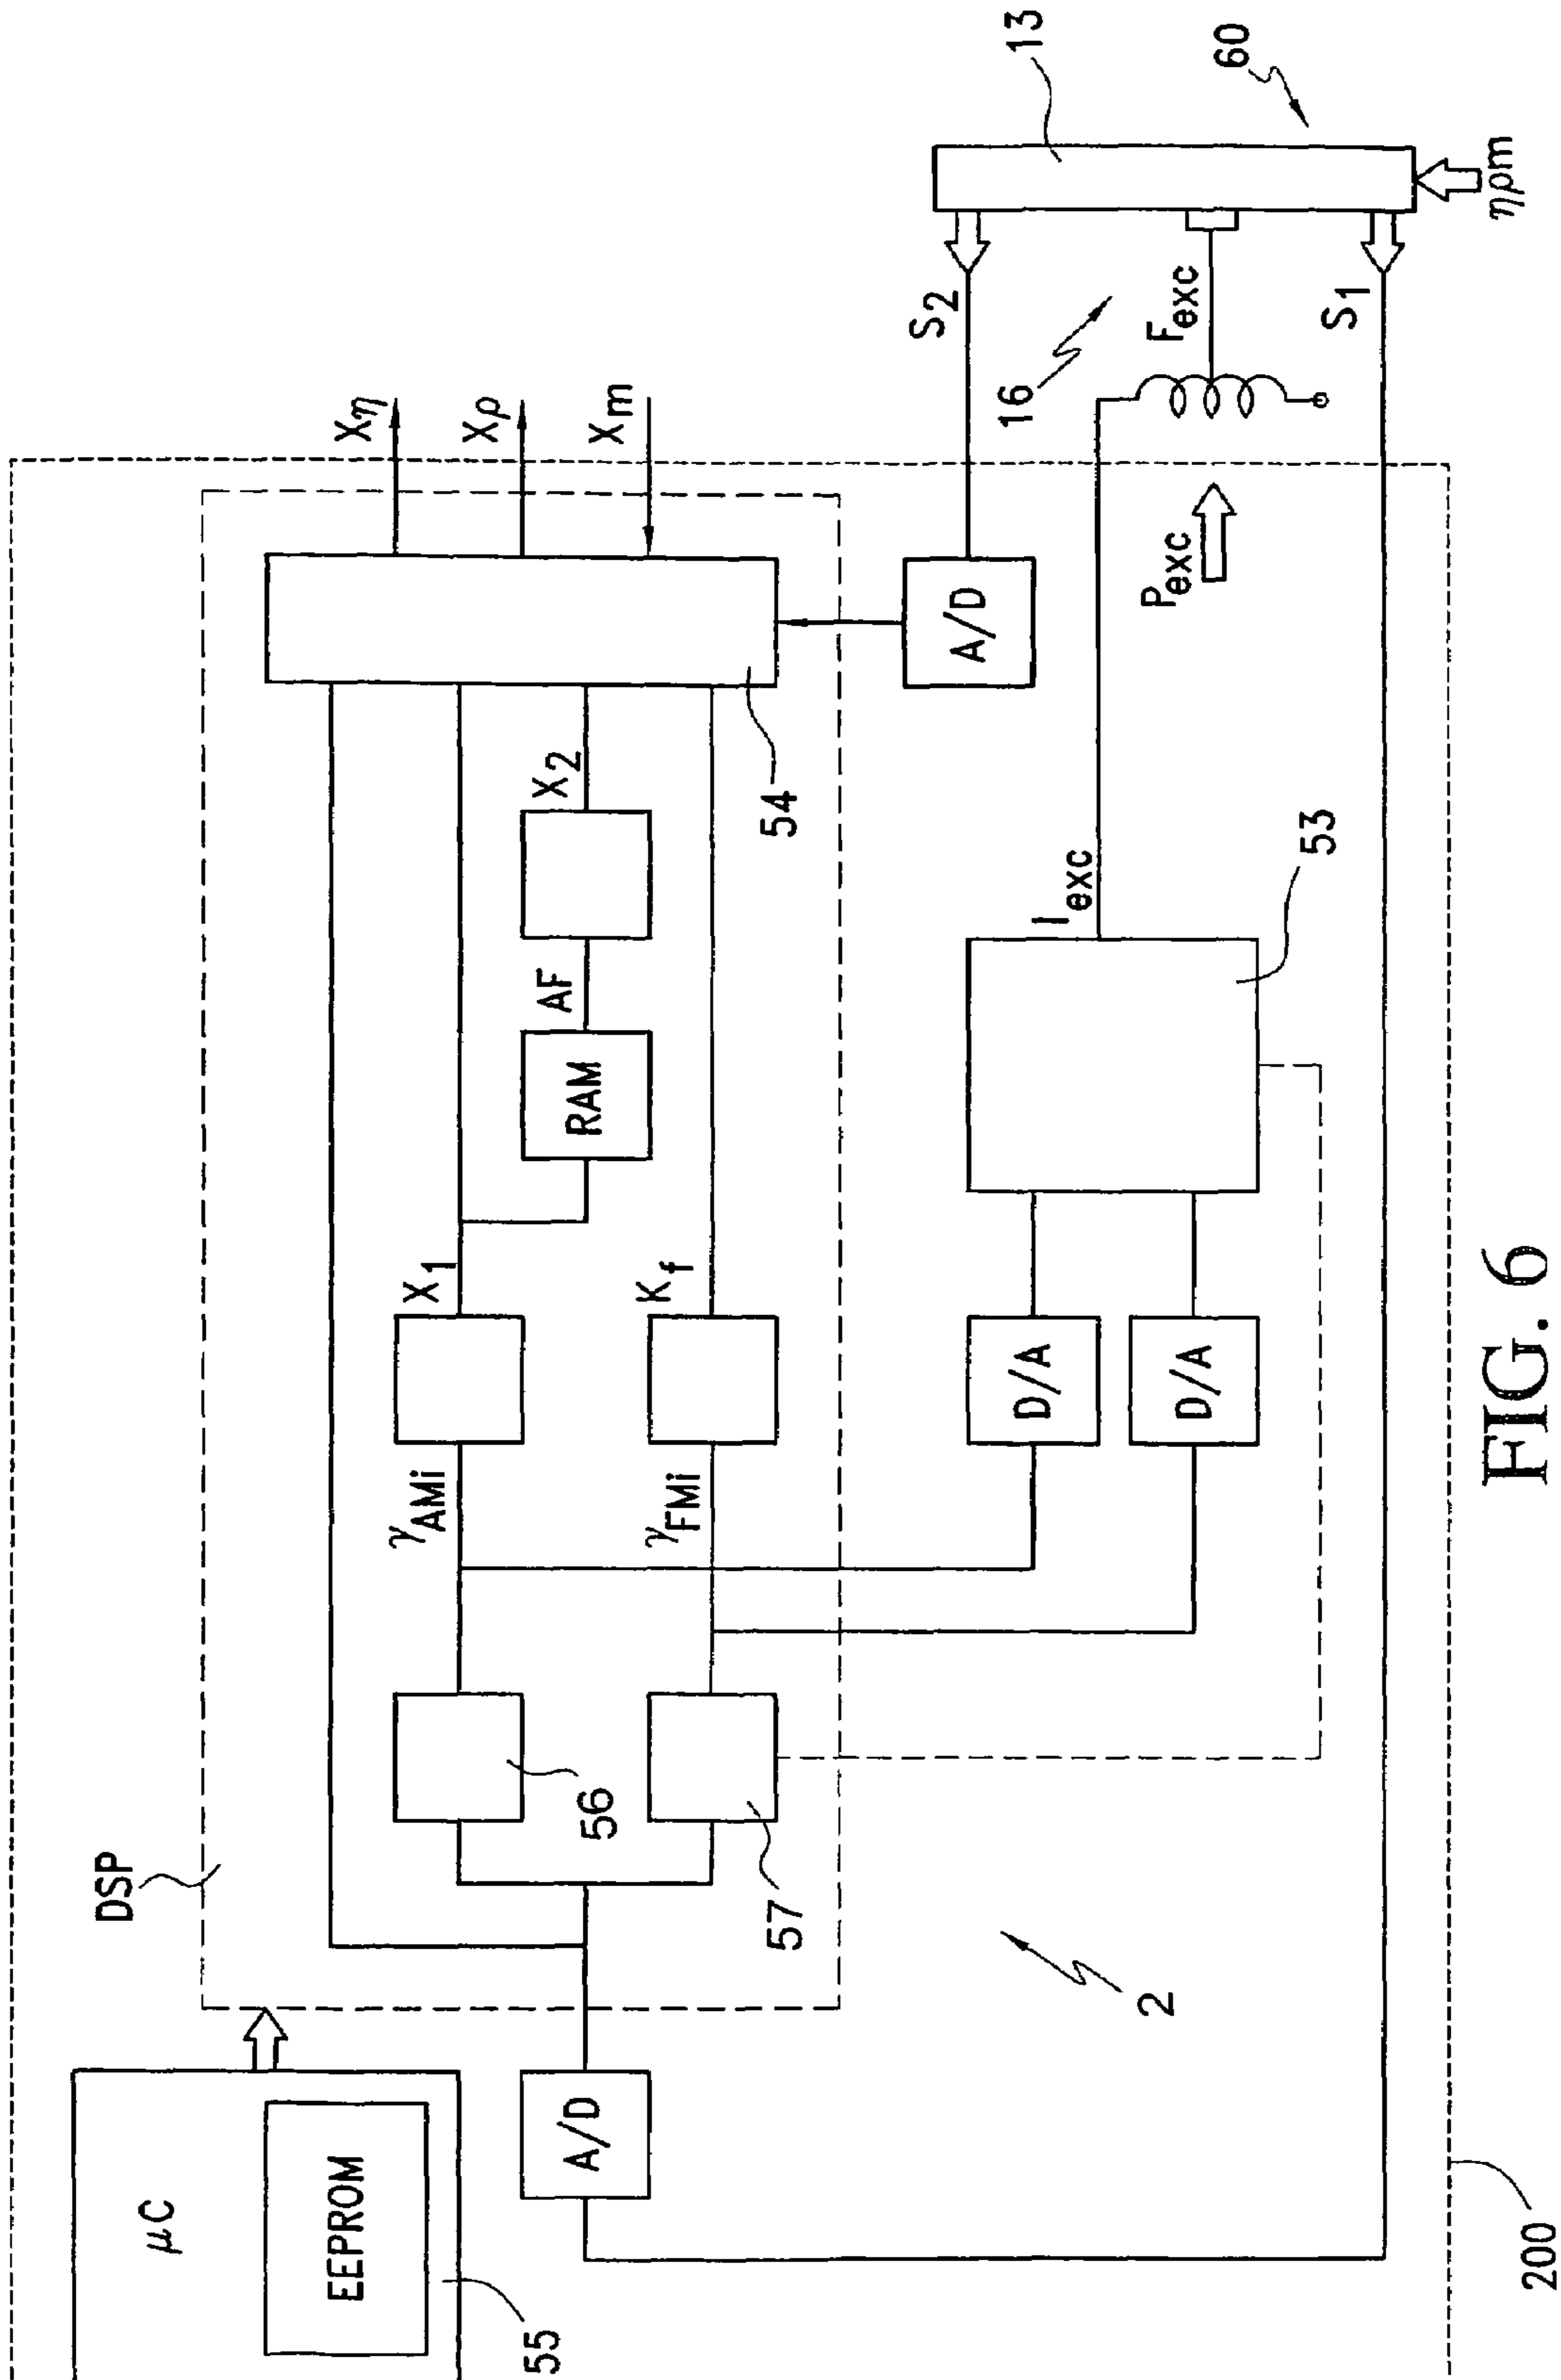 μC
EEPROM
55
DSP
A/D
56
57
γAMi
γFMi
X1
Kf
RAM
AF
X2
54
Xη
Xρ
Xm
A/D
D/A
D/A
53
Iexc
Pexc
16
Fexc
S2
S1
13
60
ηρm
2
200
FIG. 6